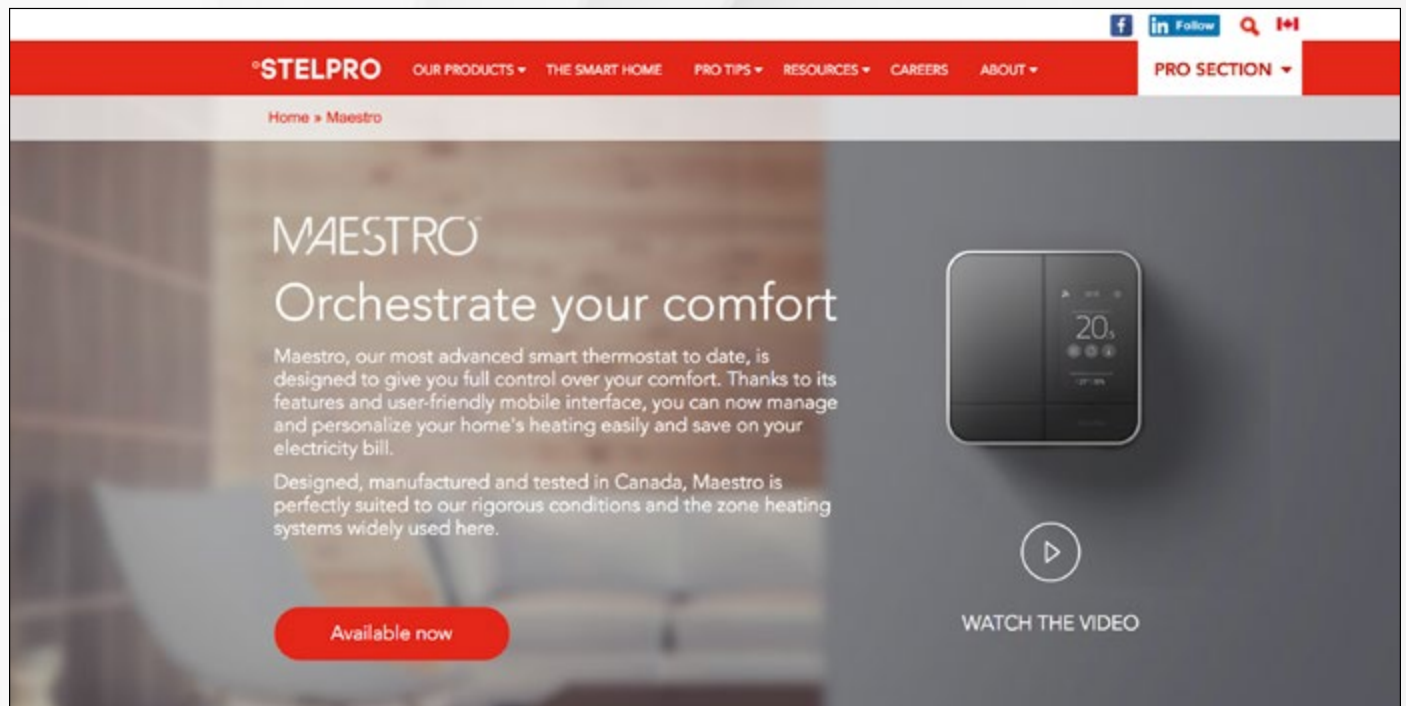 f in Follow
°STELPRO OUR PRODUCTS THE SMART HOME PRO TIPS RESOURCES CAREERS ABOUT PRO SECTION
Home » Maestro
MAESTRO
Orchestrate your comfort
Maestro, our most advanced smart thermostat to date, is
designed to give you full control over your comfort. Thanks to its
features and user-friendly mobile interface, you can now manage
and personalize your home's heating easily and save on your
electricity bill.
Designed, manufactured and tested in Canada, Maestro is
perfectly suited to our rigorous conditions and the zone heating
systems widely used here.
Available now
20
WATCH THE VIDEO